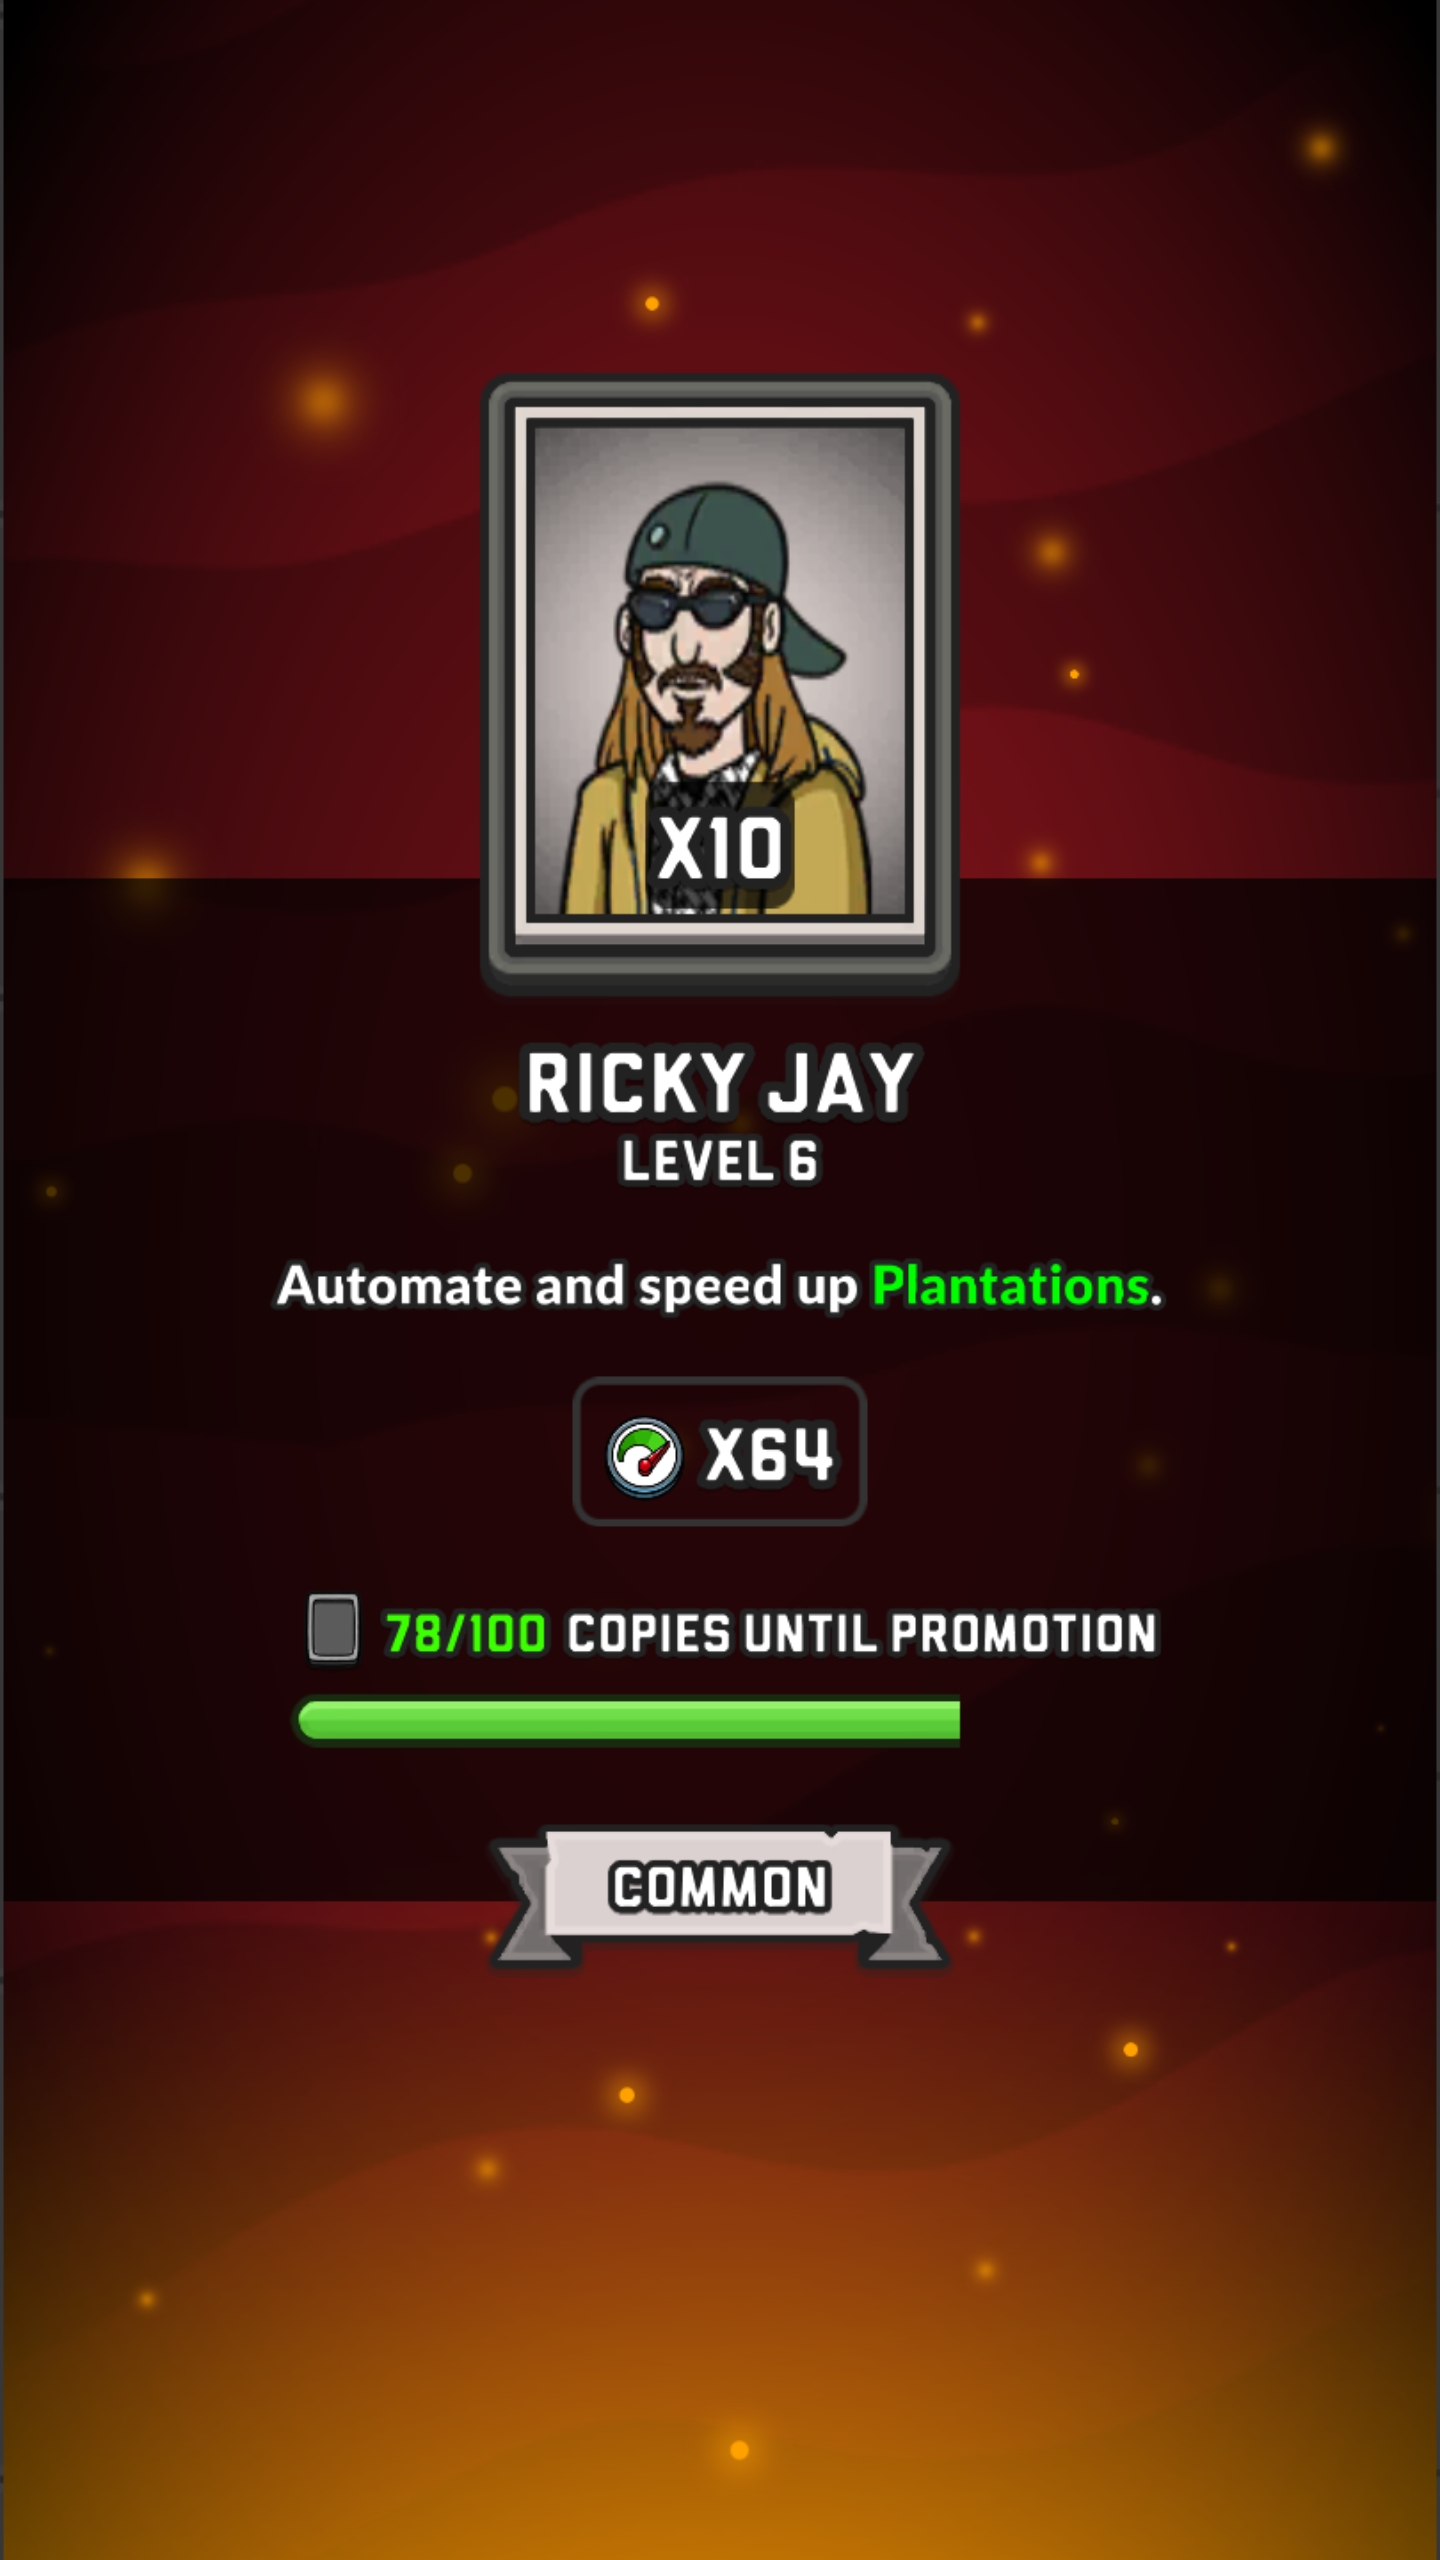 X10
RICKY JAY
LEVEL 6
Automate and speed up Plantations.
X64
78/100 COPIES UNTIL PROMOTION
COMMON